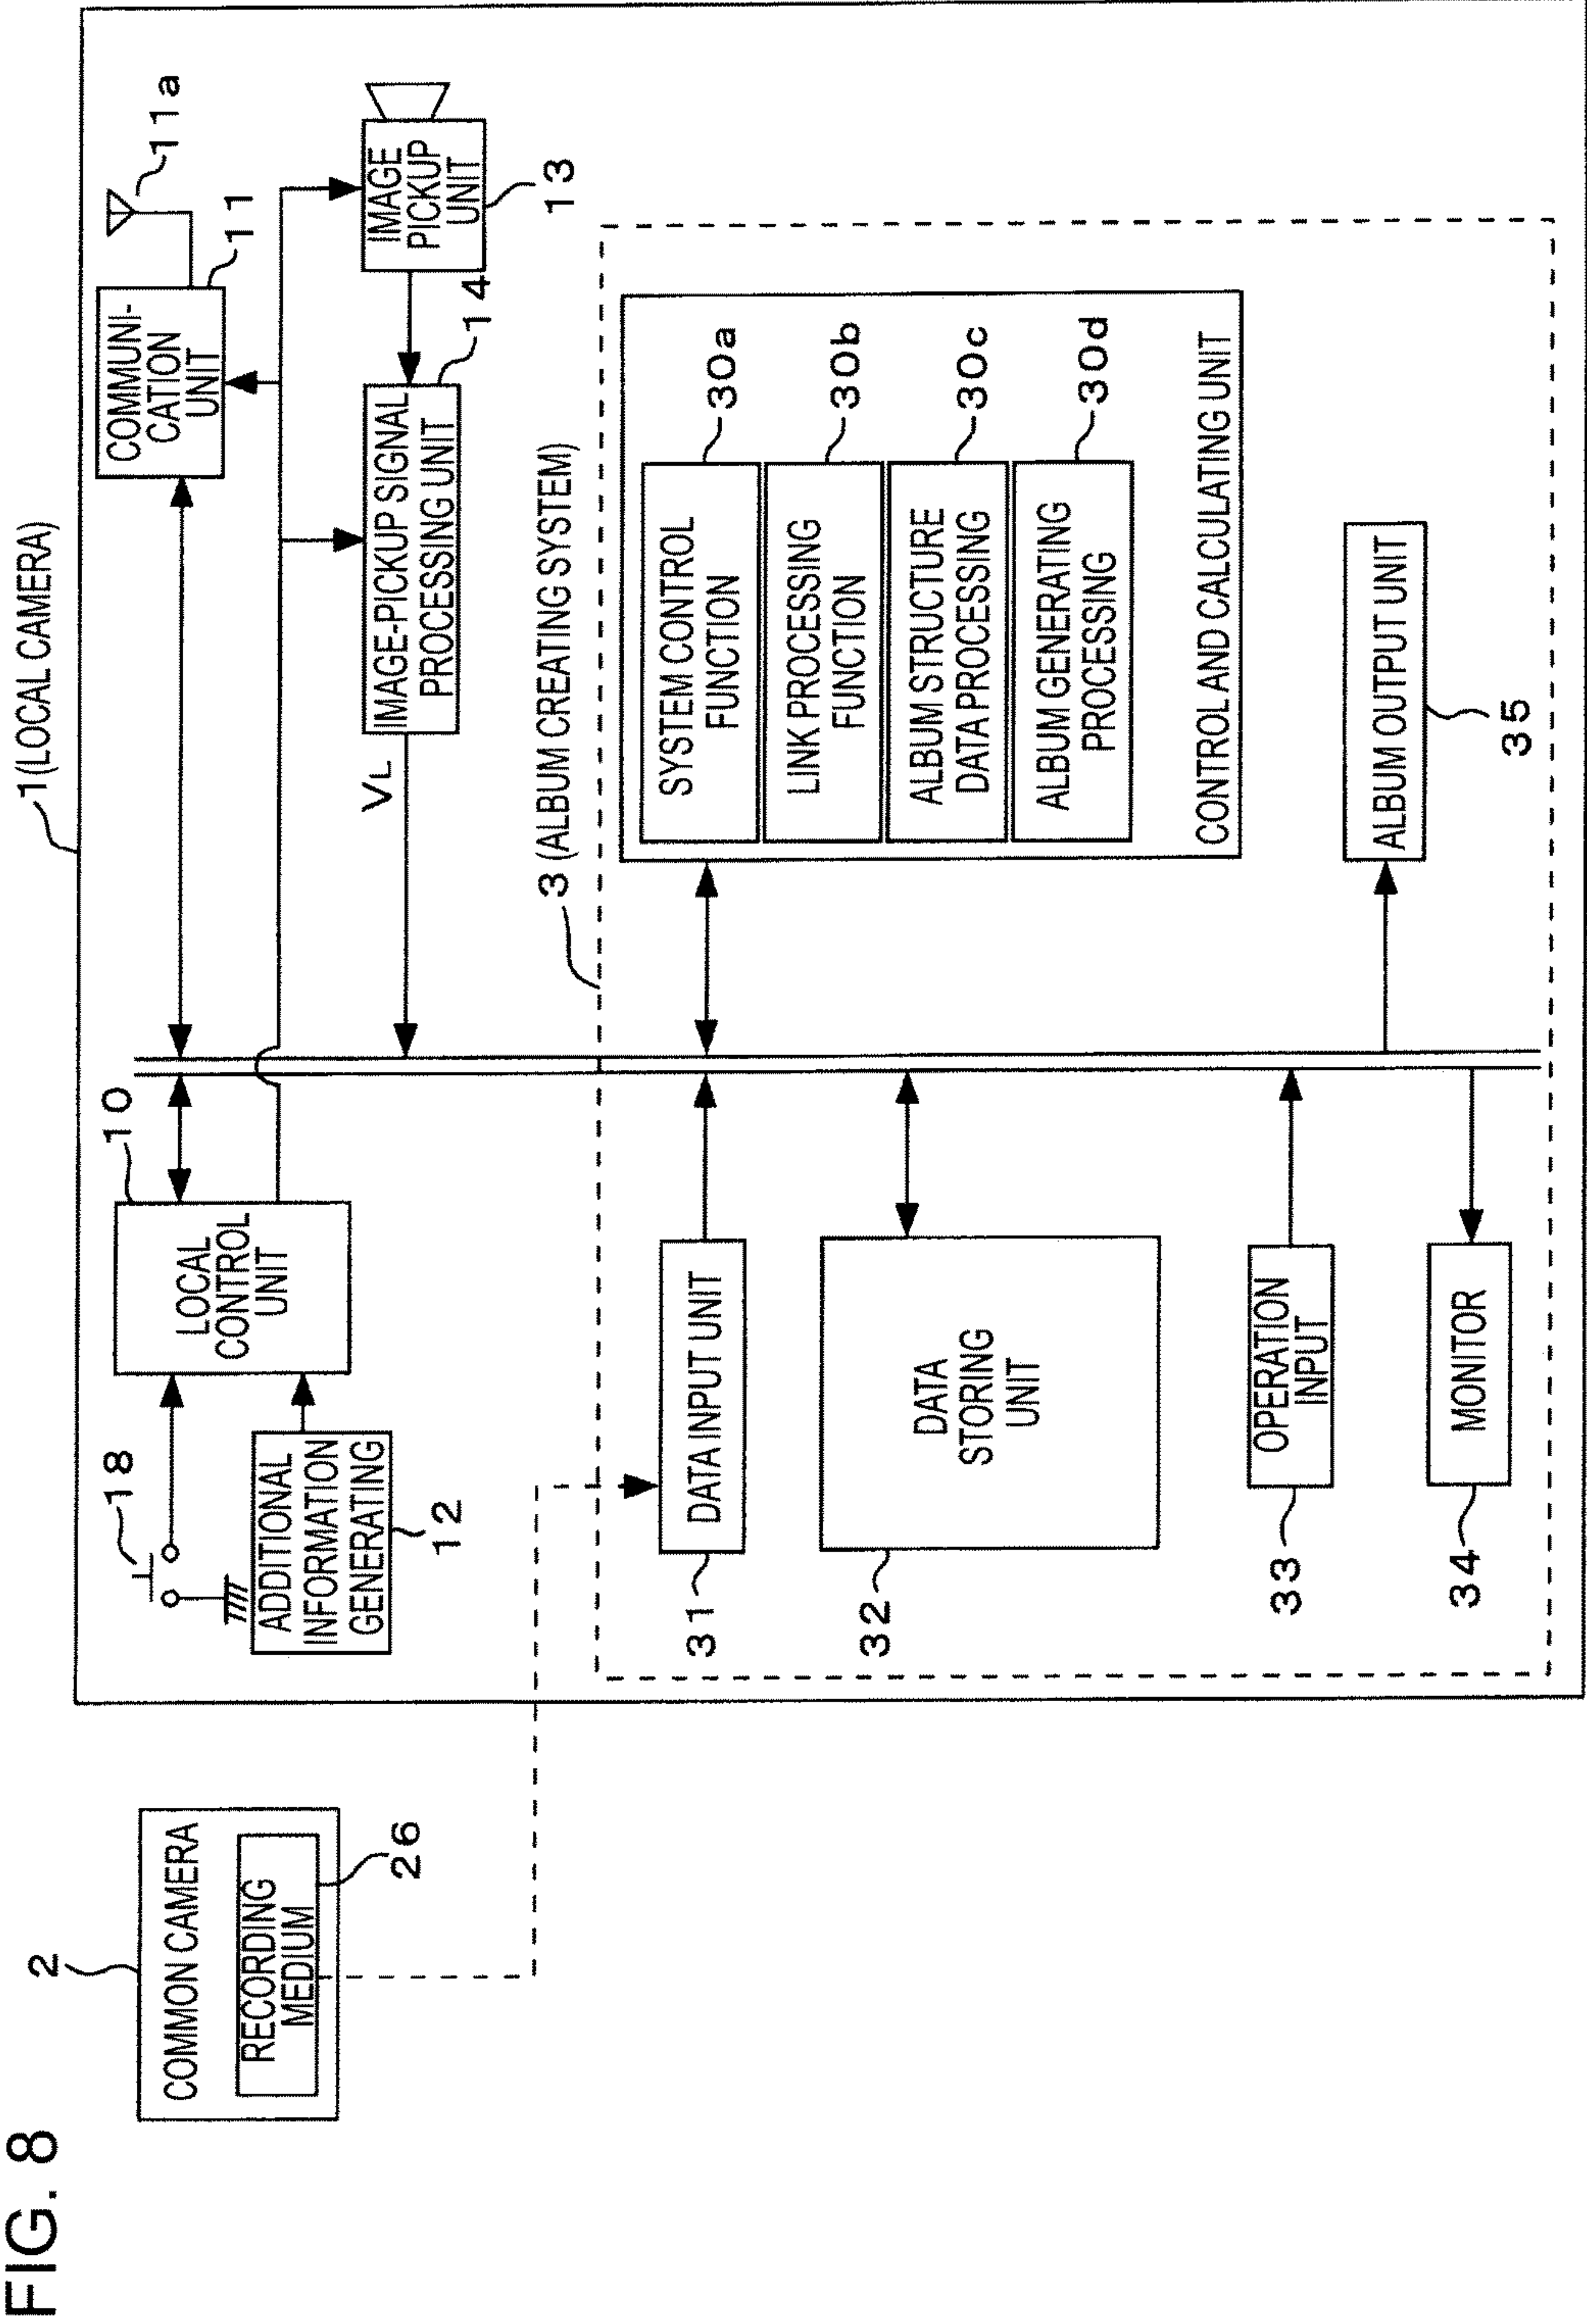 FIG. 8
2
COMMON CAMERA
RECORDING
MEDIUM
26
1(LOCAL CAMERA)
18
ADDITIONAL
INFORMATION
GENERATING
12
10
LOCAL
CONTROL
UNIT
COMMUNI-
CATION
UNIT
11
11a
IMAGE
PICKUP
UNIT
13
IMAGE-PICKUP SIGNAL
PROCESSING UNIT
14
VL
3 (ALBUM CREATING SYSTEM)
31
DATA INPUT UNIT
32
DATA
STORING
UNIT
33
OPERATION
INPUT
34
MONITOR
SYSTEM CONTROL
FUNCTION
30a
LINK PROCESSING
FUNCTION
30b
ALBUM STRUCTURE
DATA PROCESSING
30c
ALBUM GENERATING
PROCESSING
30d
CONTROL AND CALCULATING UNIT
ALBUM OUTPUT UNIT
35